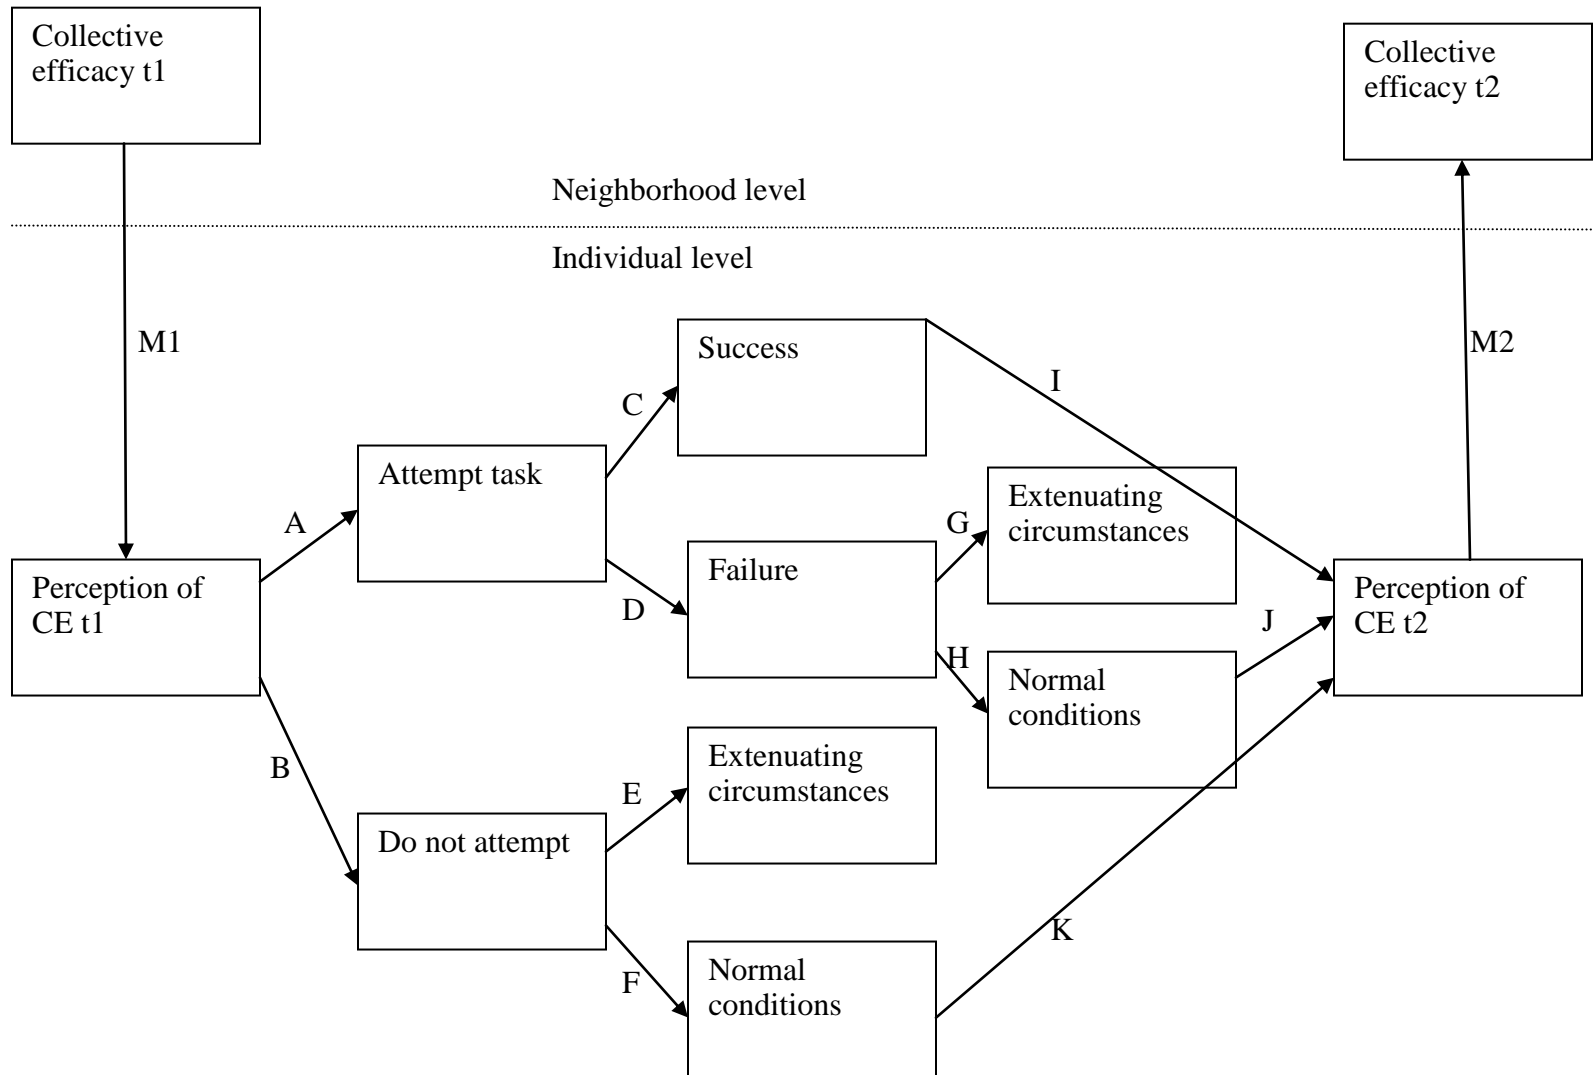 Collective
efficacy t1
Collective
efficacy t2
Neighborhood level
Individual level
M1
M2
Success
I
C
Attempt task
Extenuating
circumstances
A
G
Failure
Perception of
CE t1
D
Perception of
CE t2
J
H
Normal
conditions
B
Extenuating
circumstances
E
Do not attempt
K
F
Normal
conditions